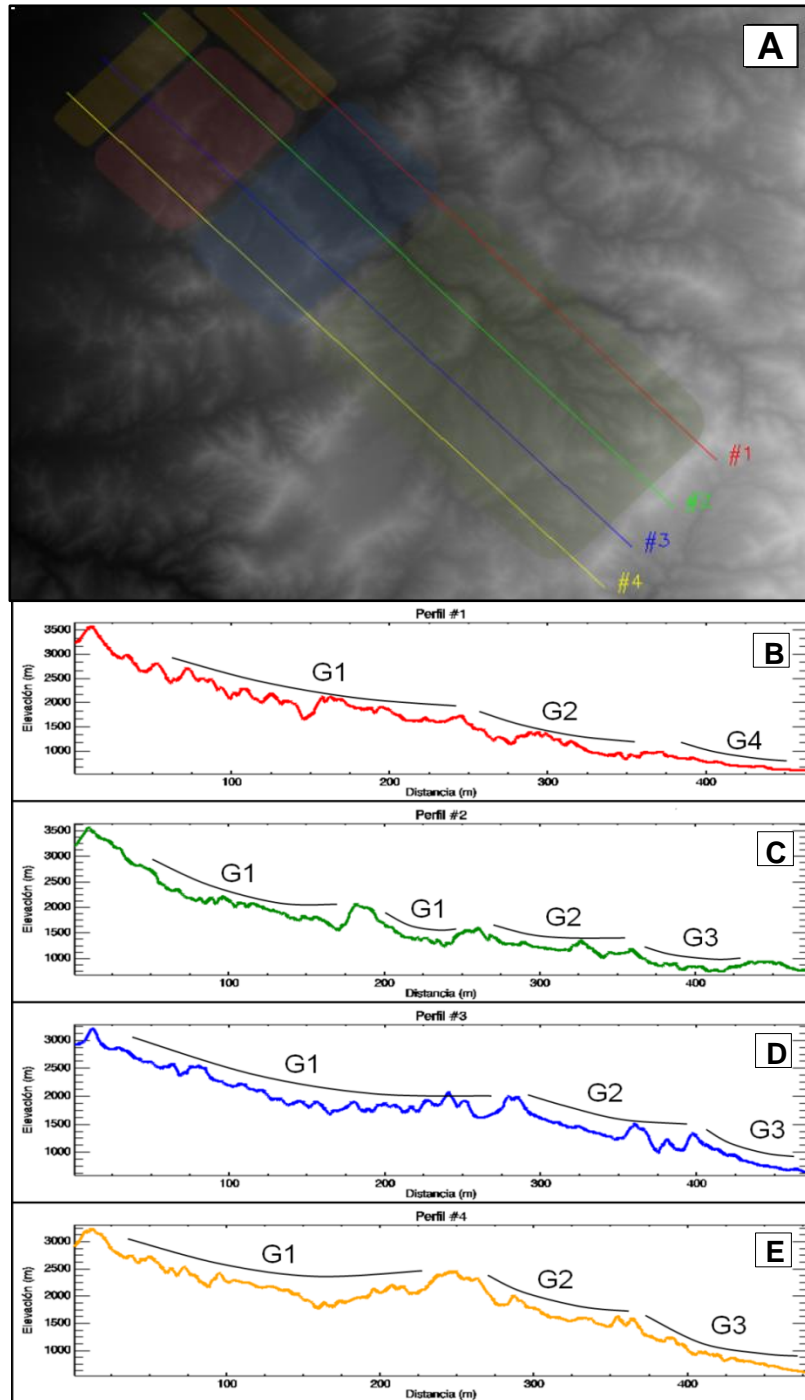 A
#1
#2
#3
#4
Perfil #1
B
3500
3000
2500
2000
1500
1000
Elevación (m)
G1
G2
G4
100
200
300
400
Distancia (m)
Perfil #2
C
3500
3000
2500
2000
1500
1000
Elevación (m)
G1
G1
G2
G3
100
200
300
400
Distancia (m)
Perfil #3
D
3000
2500
2000
1500
1000
Elevación (m)
G1
G2
G3
100
200
300
400
Distancia (m)
Perfil #4
E
3000
2500
2000
1500
1000
Elevación (m)
G1
G2
G3
100
200
300
400
Distancia (m)